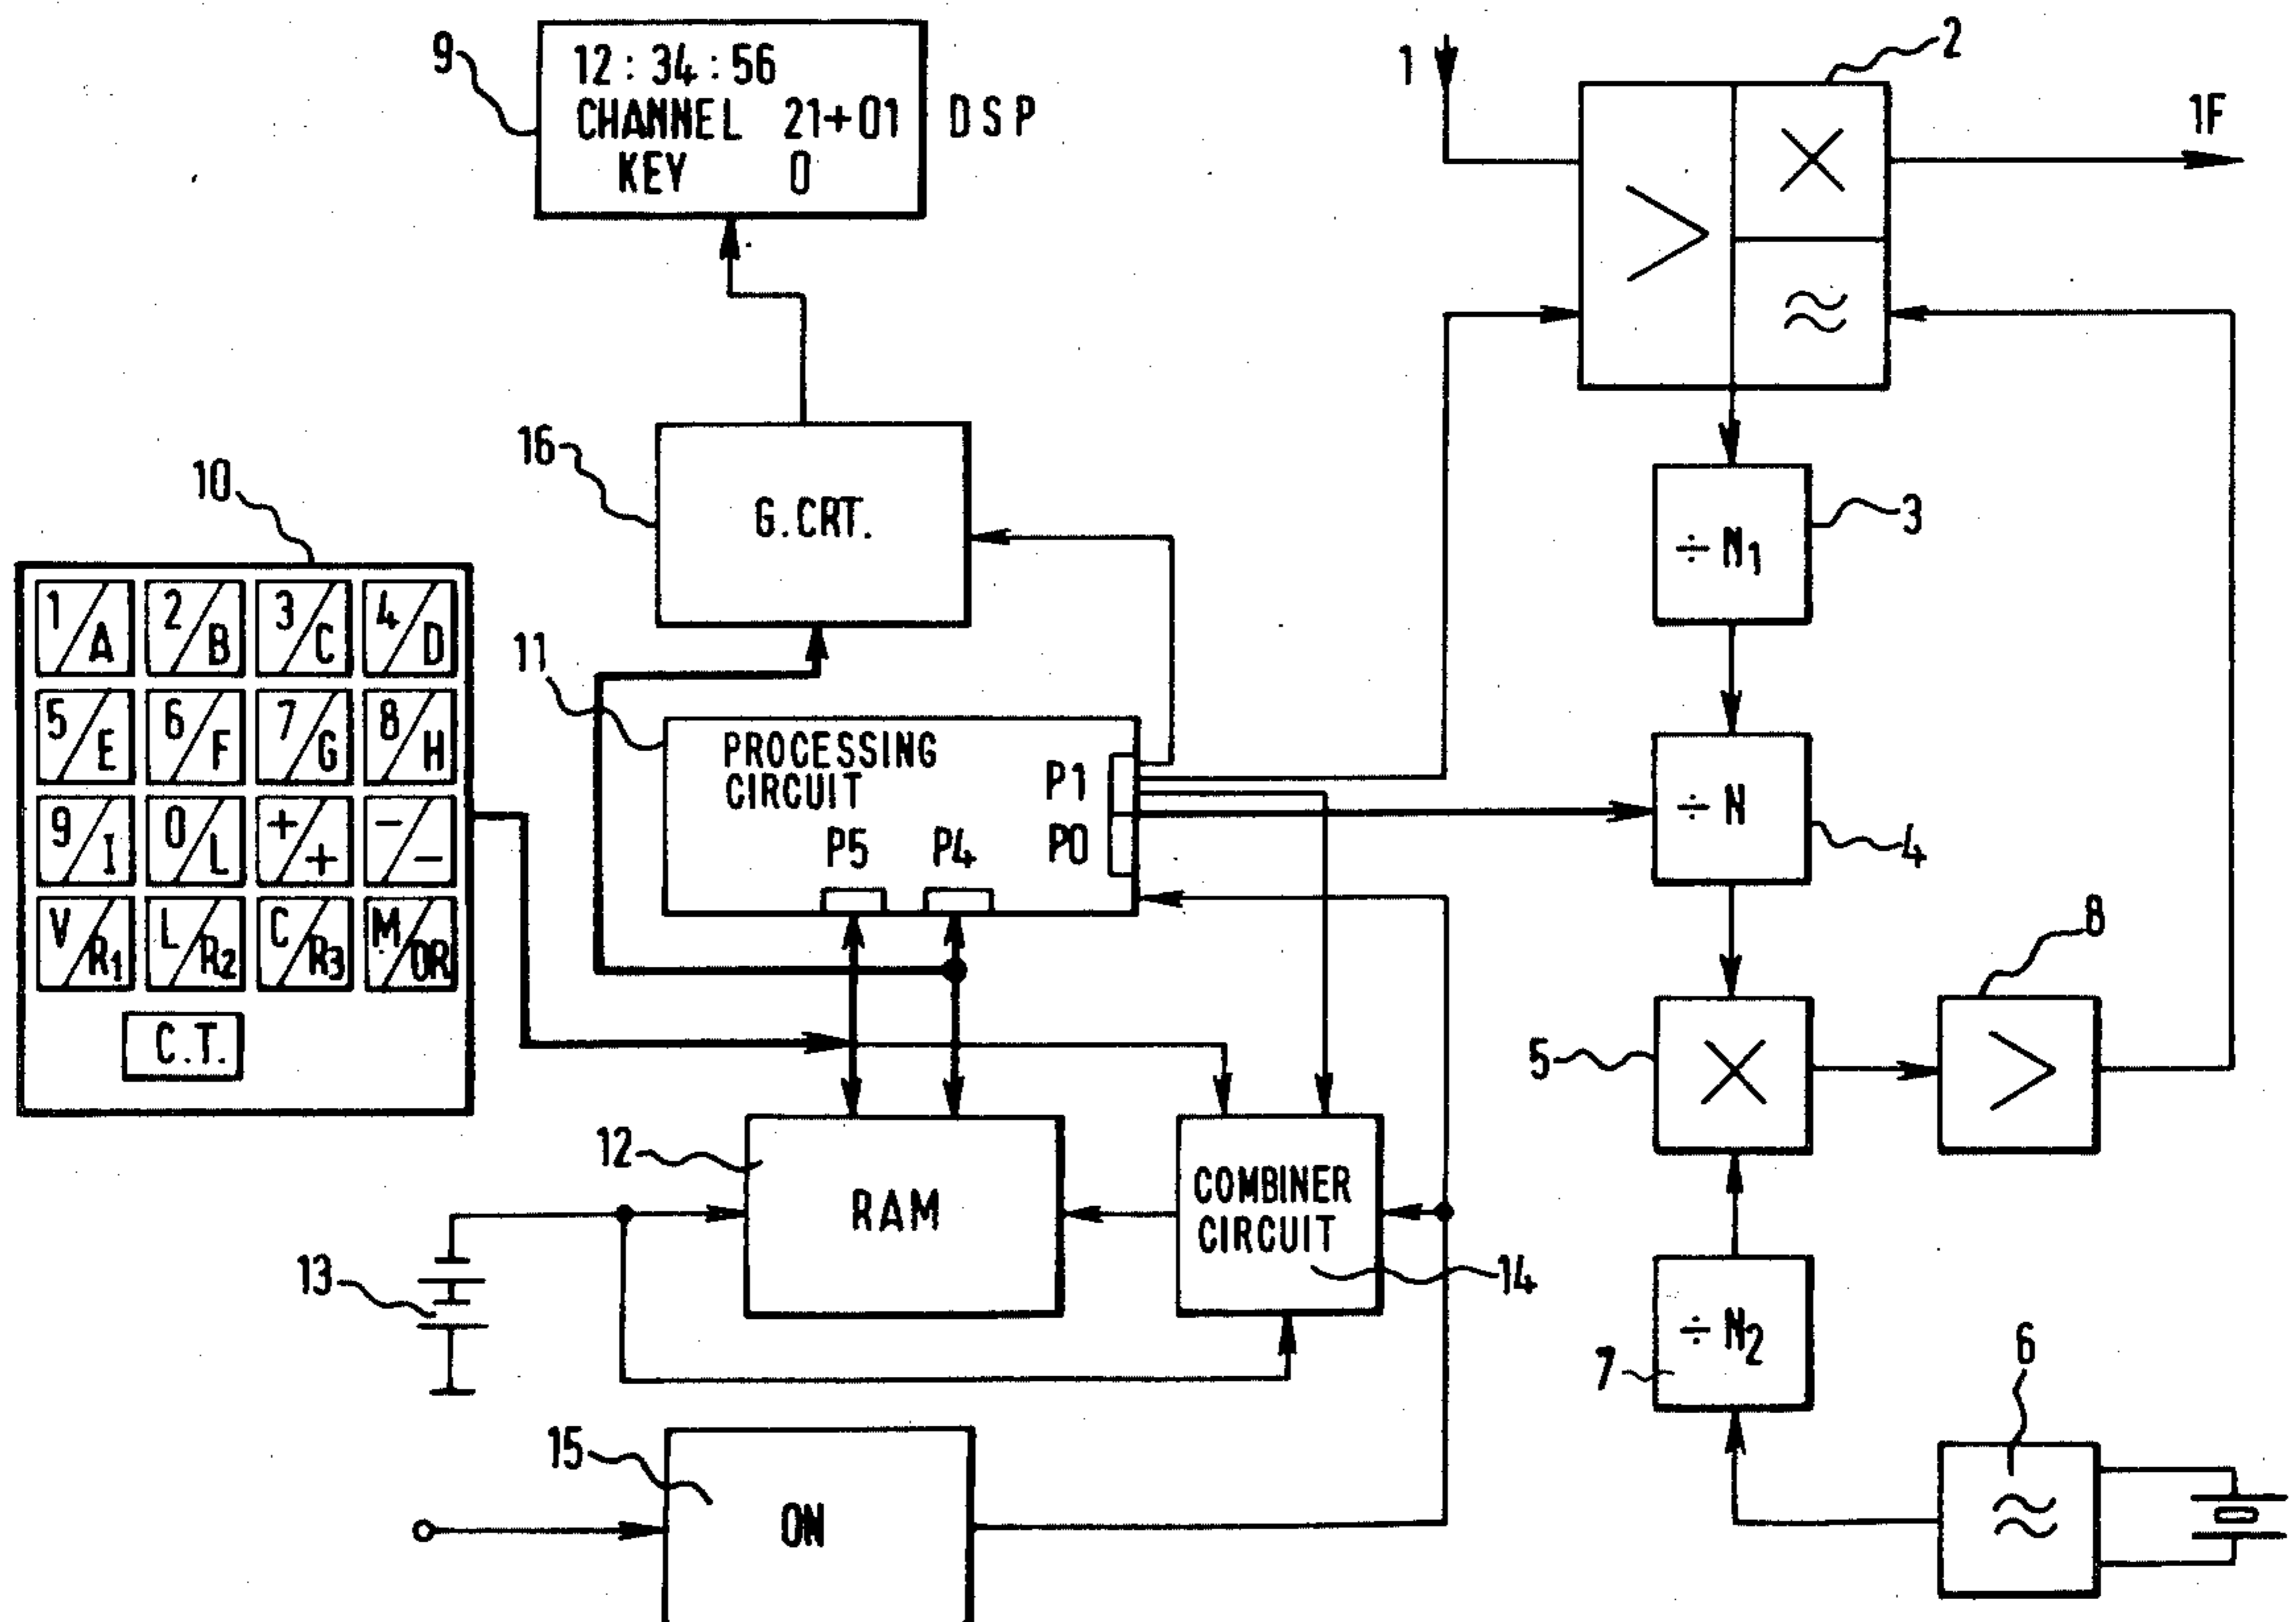 9
12 : 34 : 56
CHANNEL 21+01
KEY 0
DSP
1
2
1F
16
G.CRT.
3
÷ N1
10
1/A 2/B 3/C 4/D
5/E 6/F 7/G 8/H
9/I 0/L +/+ -/-
V/R1 L/R2 C/R3 M/OR
C.T.
11
PROCESSING
CIRCUIT
P1
P0
P5 P4
÷ N
4
8
5
12
RAM
COMBINER
CIRCUIT
14
13
÷ N2
7
6
15
ON